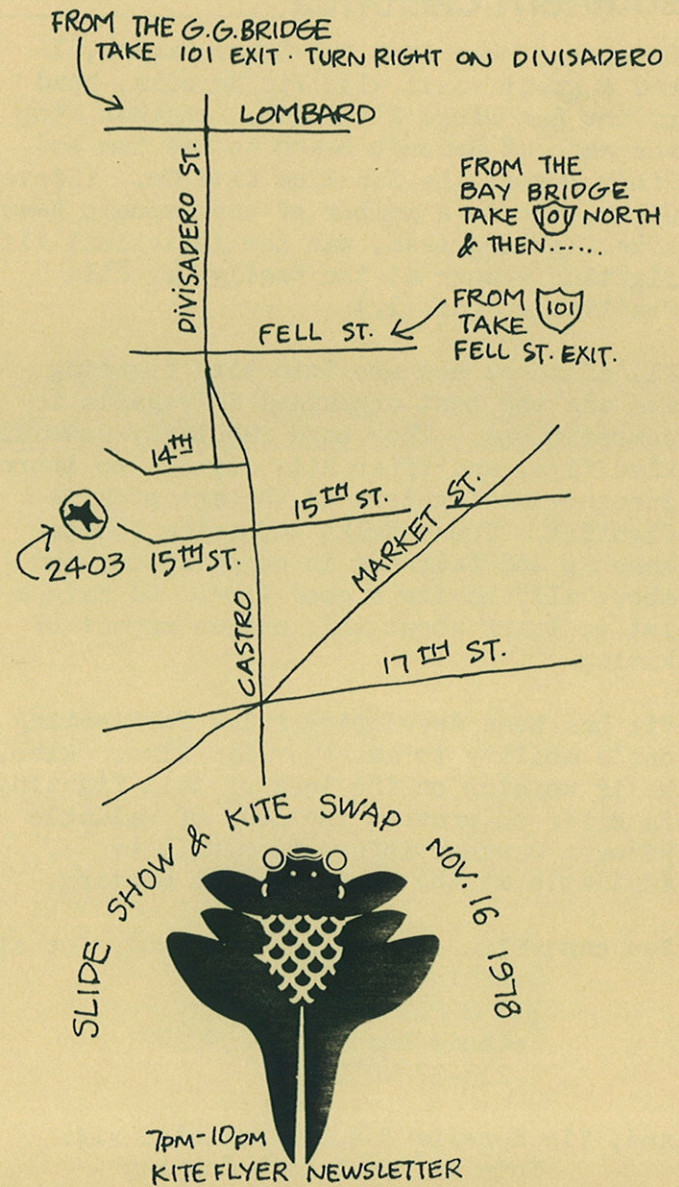 FROM THE G.G. BRIDGE
TAKE 101 EXIT. TURN RIGHT ON DIVISADERO
LOMBARD
DIVISADERO ST.
FROM THE
BAY BRIDGE
TAKE 101 NORTH
& THEN......
FROM 101
TAKE
FELL ST. EXIT.
FELL ST.
14TH
15TH ST.
MARKET ST.
2403 15TH ST.
CASTRO
17TH ST.
SLIDE SHOW & KITE SWAP NOV. 16 1978
7PM-10PM
KITE FLYER NEWSLETTER